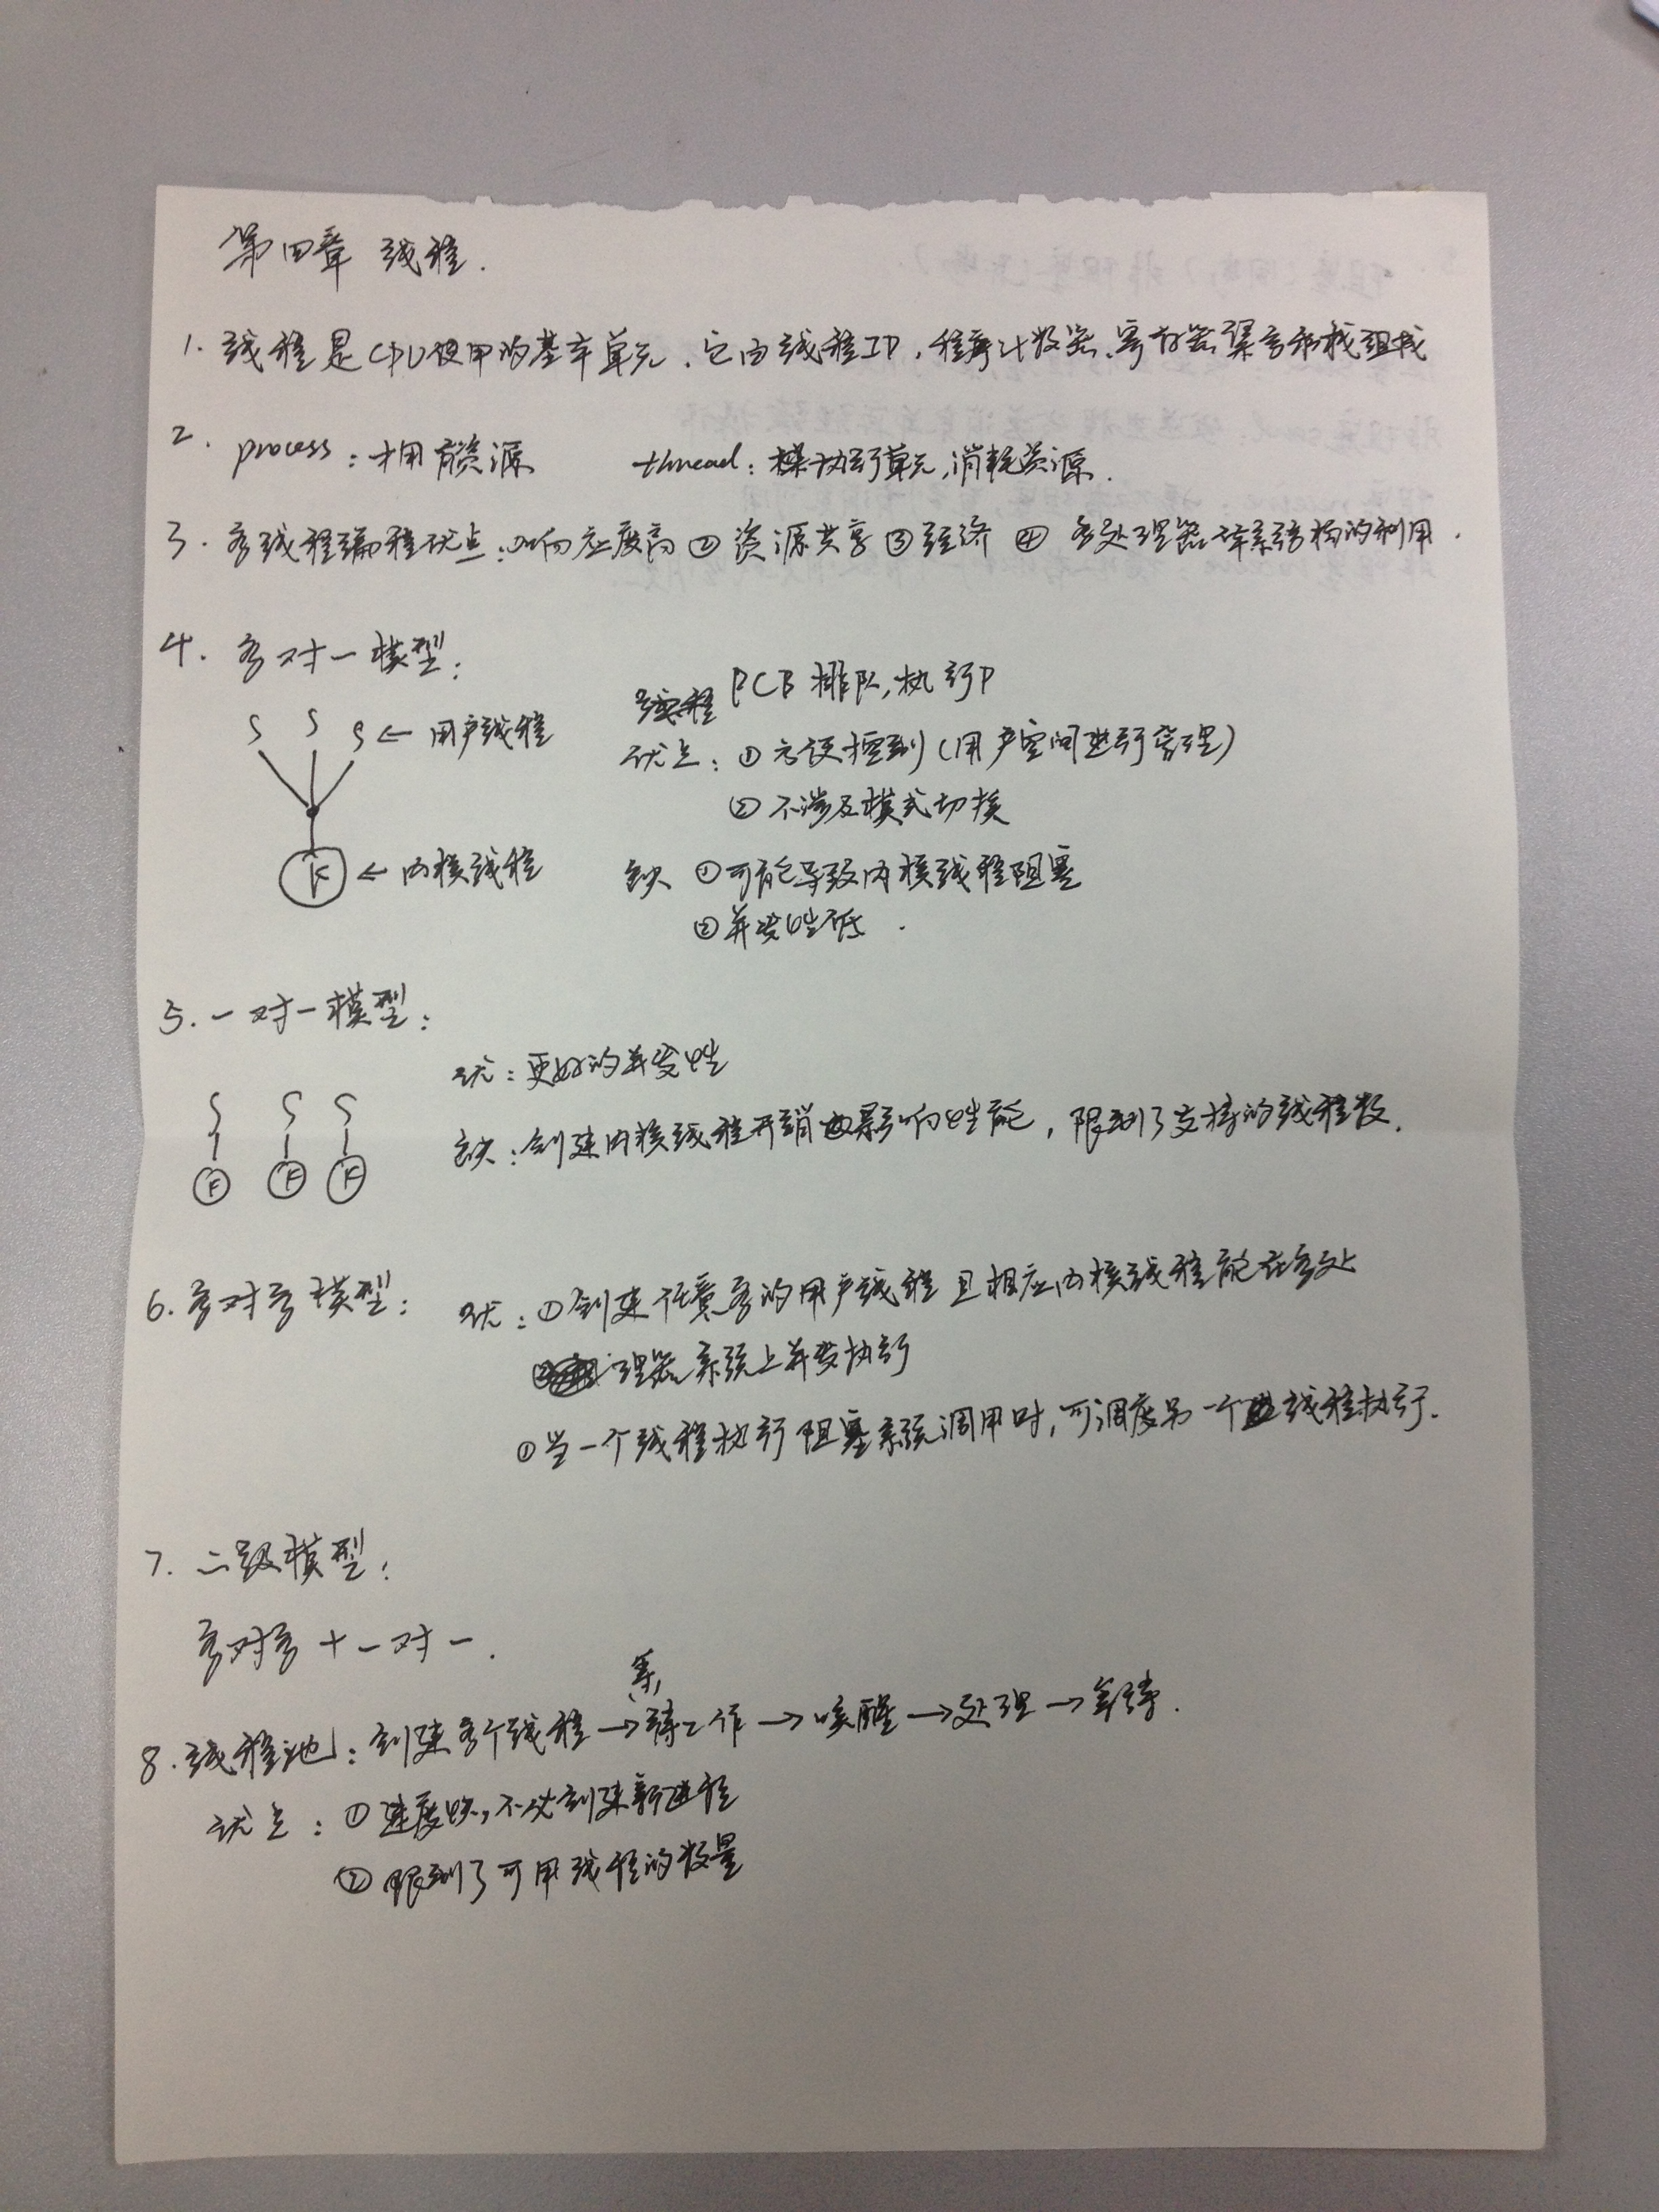 第四章 线程.
1. 线程是CPU使用的基本单元、它由线程ID,程序计数器、寄存器集合和栈组成
2. process:拥有资源 thread:执行单元,消耗资源.
3. 多线程编程优点:①响应度高 ② 资源共享 ③ 经济 ④ 多处理器体系结构的利用.
4. 多对一模型:
线程 PCB 排队,执行P
S S S ← 用户线程
优点:① 方便控制(用户空间进行管理)
② 不涉及模式切换
K ← 内核线程
缺 ①可能导致内核线程阻塞
②并发性低.
5. 一对一模型:
优:更好的并发性
S S S
缺:创建内核线程开销影响性能,限制了支持的线程数.
K K K
6. 多对多模型: 优:①创建任意多的用户线程且相应内核线程能在多处
理器系统上并发执行
①当一个线程执行阻塞系统调用时,可调度另一个线程执行.
7. 二级模型:
多对多 + 一对一.
8. 线程池:创建多个线程 → 等待工作 → 唤醒 → 处理 → 等待.
优点:① 速度快,不必创建新进程
② 限制了可用线程的数量